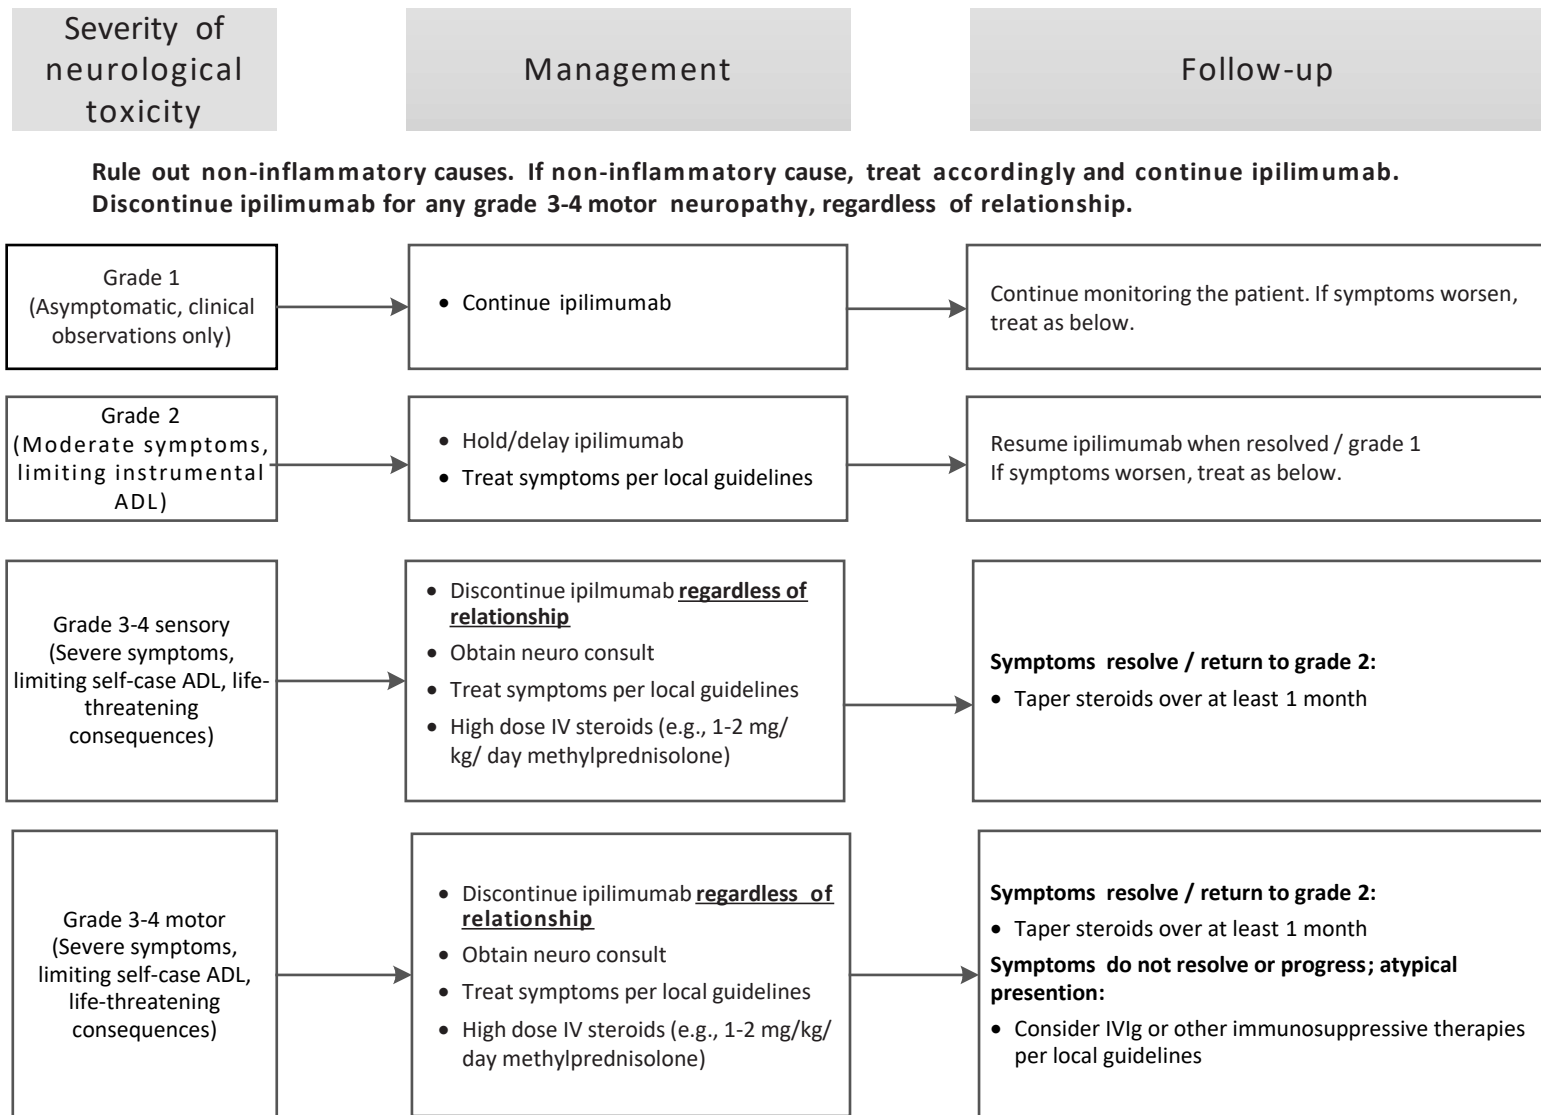 Severity of
neurological
toxicity
Management
Follow-up
Rule out non-inflammatory causes. If non-inflammatory cause, treat accordingly and continue ipilimumab.
Discontinue ipilimumab for any grade 3-4 motor neuropathy, regardless of relationship.
Grade 1
(Asymptomatic, clinical
observations only)
• Continue ipilimumab
Continue monitoring the patient. If symptoms worsen,
treat as below.
Grade 2
(Moderate symptoms,
limiting instrumental
ADL)
• Hold/delay ipilimumab
• Treat symptoms per local guidelines
Resume ipilimumab when resolved / grade 1
If symptoms worsen, treat as below.
Grade 3-4 sensory
(Severe symptoms,
limiting self-case ADL, life-
threatening
consequences)
• Discontinue ipilmumab regardless of
relationship
• Obtain neuro consult
• Treat symptoms per local guidelines
• High dose IV steroids (e.g., 1-2 mg/
kg/ day methylprednisolone)
Symptoms resolve / return to grade 2:
• Taper steroids over at least 1 month
Grade 3-4 motor
(Severe symptoms,
limiting self-case ADL,
life-threatening
consequences)
• Discontinue ipilimumab regardless of
relationship
• Obtain neuro consult
• Treat symptoms per local guidelines
• High dose IV steroids (e.g., 1-2 mg/kg/
day methylprednisolone)
Symptoms resolve / return to grade 2:
• Taper steroids over at least 1 month
Symptoms do not resolve or progress; atypical
presention:
• Consider IVIg or other immunosuppressive therapies
per local guidelines